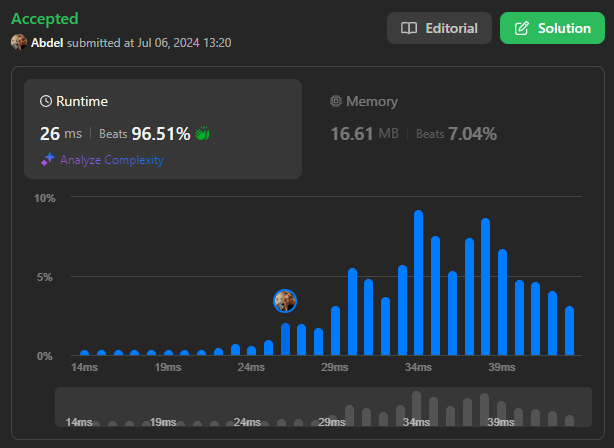 Accepted
Abdel submitted at Jul 06, 2024 13:20
Editorial
Solution
Runtime
26 ms | Beats 96.51%
Analyze Complexity
Memory
16.61 MB | Beats 7.04%
10%
5%
0%
14ms 19ms 24ms 29ms 34ms 39ms
14ms 19ms 24ms 29ms 34ms 39ms